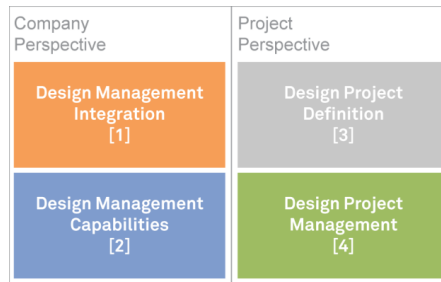 Company
Perspective
Design Management
Integration
[1]
Design Management
Capabilities
[2]
Project
Perspective
Design Project
Definition
[3]
Design Project
Management
[4]